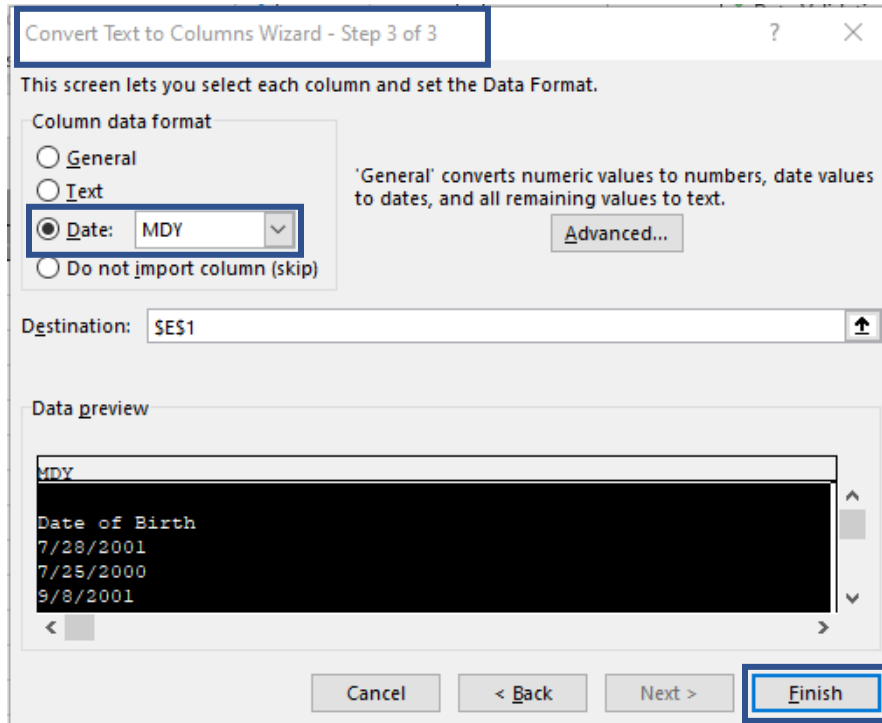 Convert Text to Columns Wizard - Step 3 of 3 ?
This screen lets you select each column and set the Data Format.
Column data format
General
Text
Date: MDY
Do not import column (skip)
'General' converts numeric values to numbers, date values
to dates, and all remaining values to text.
Advanced...
Destination: $E$1
Data preview
MDY
Date of Birth
7/28/2001
7/25/2000
9/8/2001
Cancel < Back Next > Finish